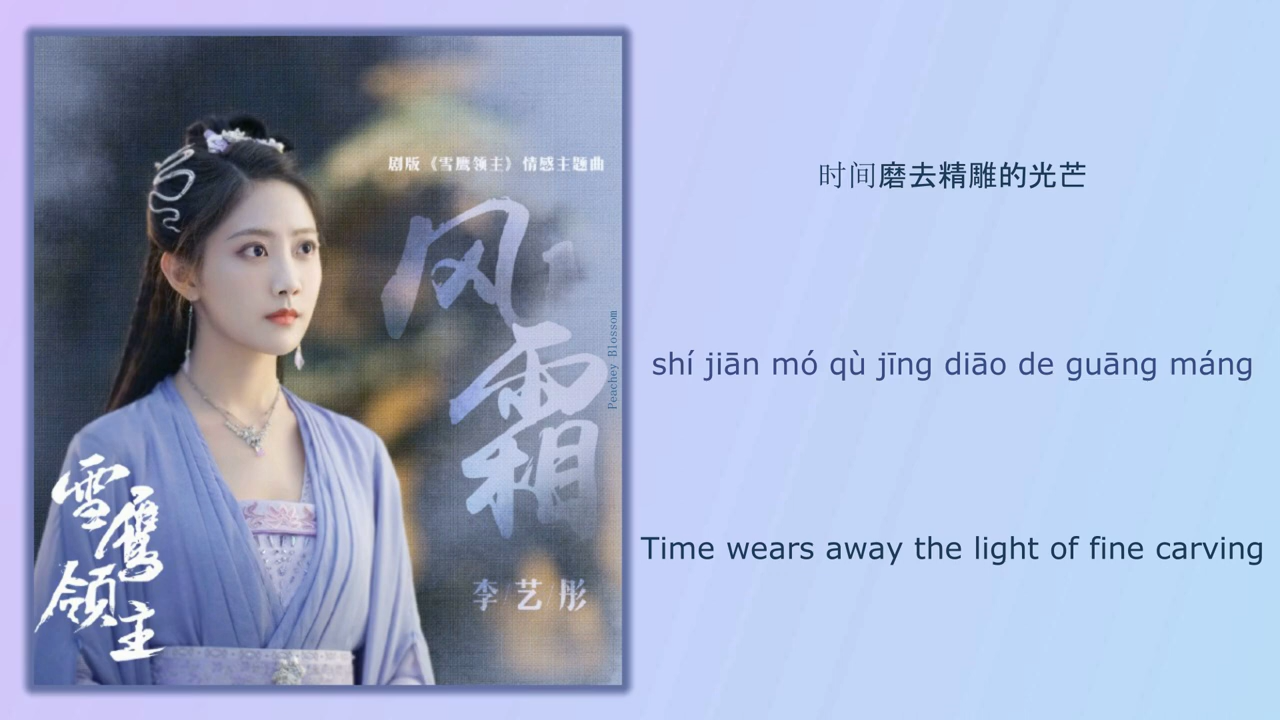 剧版《雪鹰领主》情感主题曲
风霜
Peachey Blossom
李/艺/彤
雪鹰领主
时间磨去精雕的光芒
shí jiān mó qù jīng diāo de guāng máng
Time wears away the light of fine carving